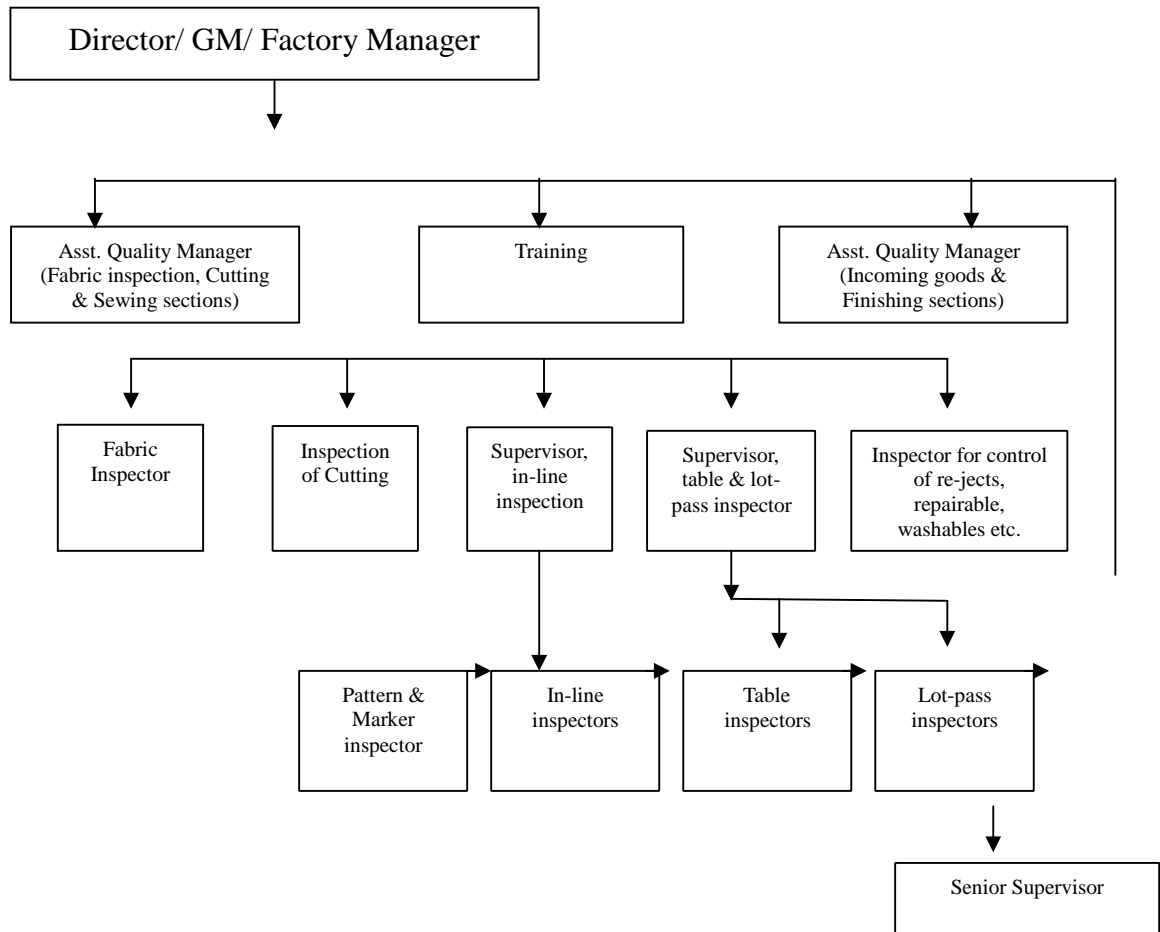 Director/ GM/ Factory Manager
Asst. Quality Manager
(Fabric inspection, Cutting
& Sewing sections)
Training
Asst. Quality Manager
(Incoming goods &
Finishing sections)
Fabric
Inspector
Inspection
of Cutting
Supervisor,
in-line
inspection
Supervisor,
table & lot-
pass inspector
Inspector for control
of re-jects,
repairable,
washables etc.
Pattern &
Marker
inspector
In-line
inspectors
Table
inspectors
Lot-pass
inspectors
Senior Supervisor